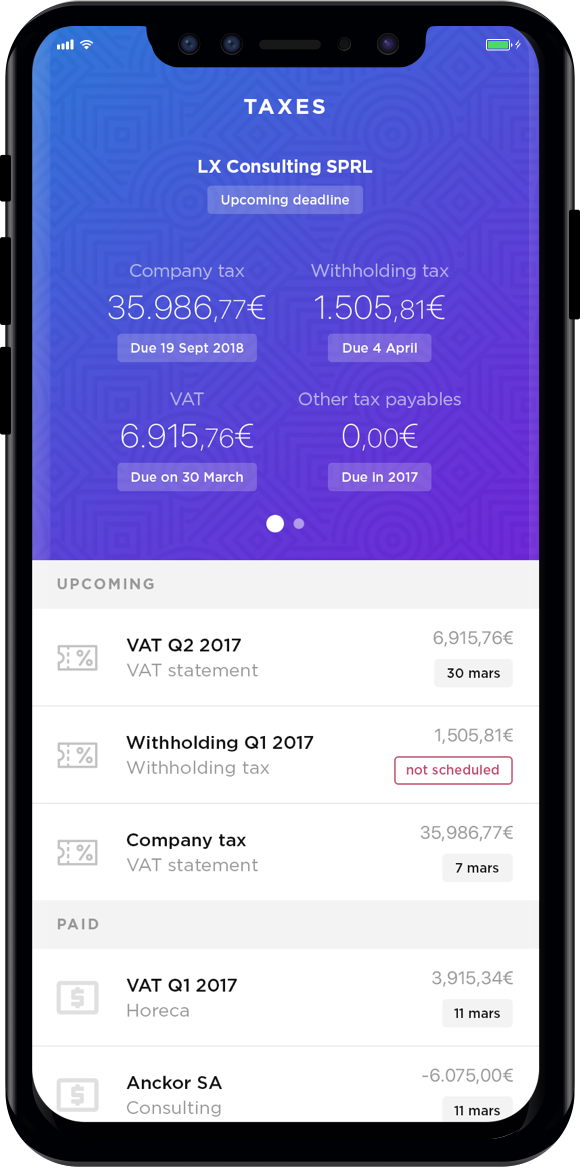 TAXES
LX Consulting SPRL
Upcoming deadline
Company tax
Withholding tax
35.986,77€
1.505,81€
Due 19 Sept 2018
Due 4 April
VAT
Other tax payables
6.915,76€
0,00€
Due on 30 March
Due in 2017
UPCOMING
VAT Q2 2017
6,915,76€
VAT statement
30 mars
Withholding Q1 2017
1,505,81€
Withholding tax
not scheduled
Company tax
35,986,77€
VAT statement
7 mars
PAID
VAT Q1 2017
3,915,34€
Horeca
11 mars
Anckor SA
-6.075,00€
Consulting
11 mars